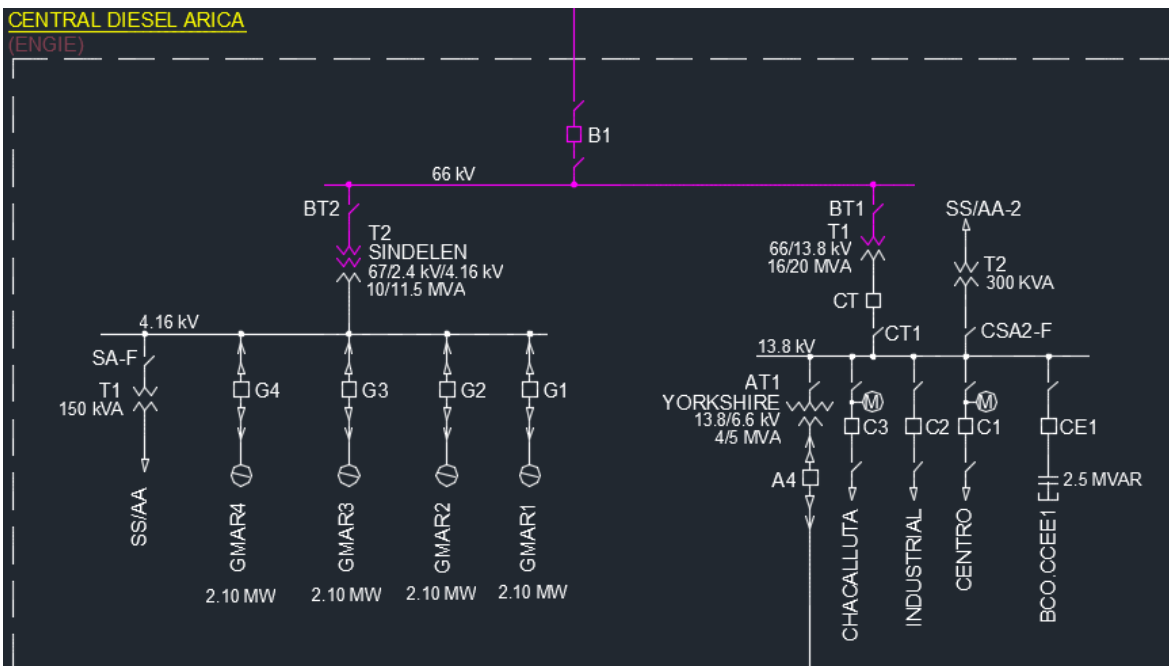 CENTRAL DIESEL ARICA
(ENGIE)
B1
66 kV
BT2
T2
SINDELEN
67/2.4 kV/4.16 kV
10/11.5 MVA
BT1
T1
66/13.8 kV
16/20 MVA
SS/AA-2
T2
300 KVA
CT
CT1
CSA2-F
4.16 kV
13.8 kV
SA-F
T1
150 kVA
G4
G3
G2
G1
AT1
YORKSHIRE
13.8/6.6 kV
4/5 MVA
M
M
C3
C2
C1
CE1
A4
2.5 MVAR
SS/AA
GMAR4
GMAR3
GMAR2
GMAR1
2.10 MW
2.10 MW
2.10 MW
2.10 MW
CHACALLUTA
INDUSTRIAL
CENTRO
BCO.CCEE1